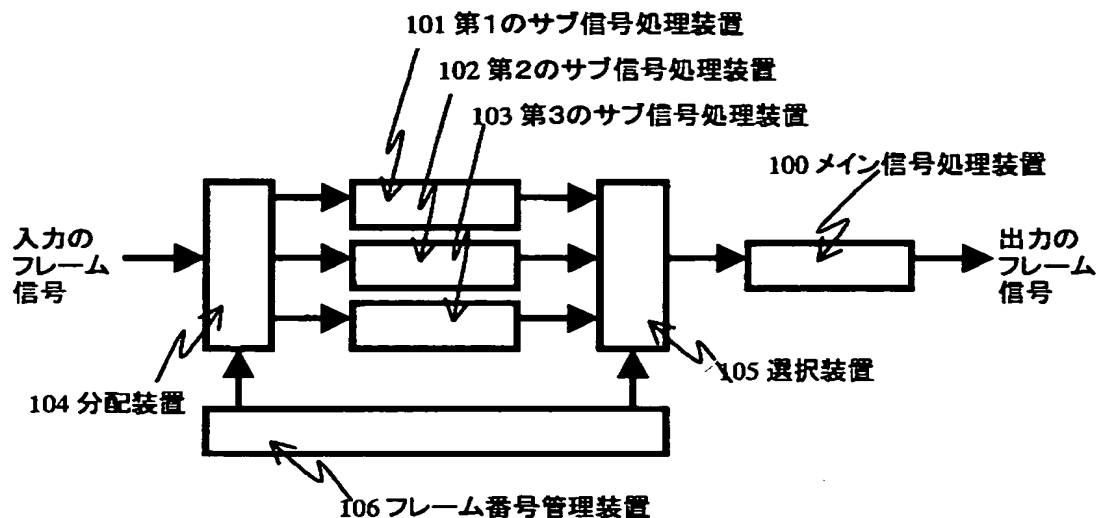 101 第1のサブ信号処理装置
102 第2のサブ信号処理装置
103 第3のサブ信号処理装置
100 メイン信号処理装置
入力の
フレーム
信号
出力の
フレーム
信号
105 選択装置
104 分配装置
106 フレーム番号管理装置